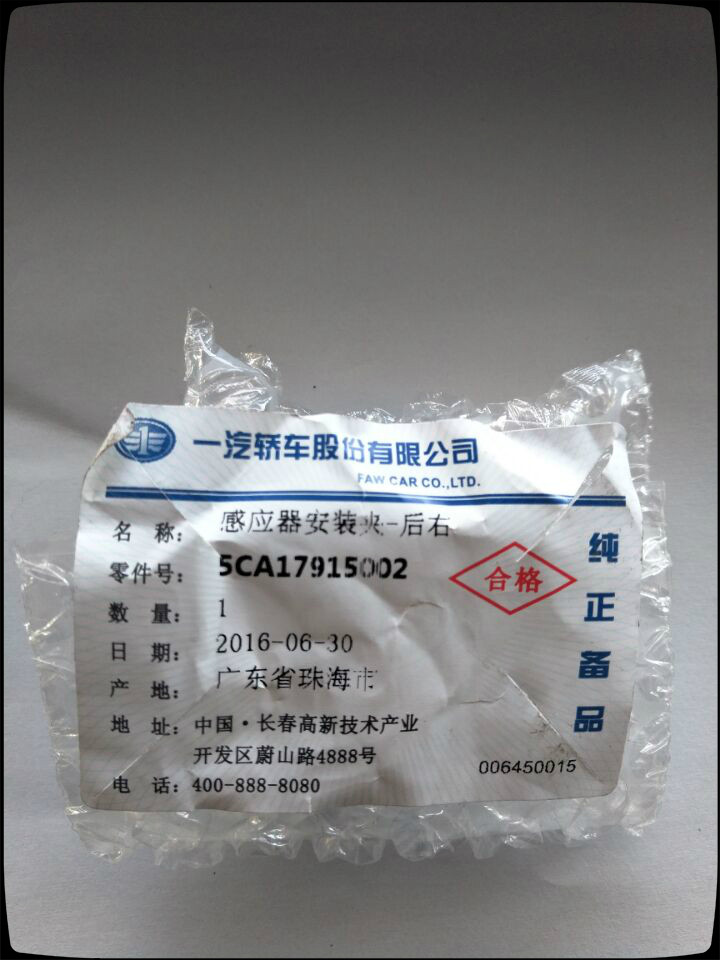 一汽轿车股份有限公司
FAW CAR CO.,LTD.
名 称： 感应器安装夹-后右
零件号： 5CA17915002
合格
数 量： 1
日 期： 2016-06-30
产 地： 广东省珠海市
地 址： 中国·长春高新技术产业
开发区蔚山路4888号
电 话： 400-888-8080
006450015
纯正备品